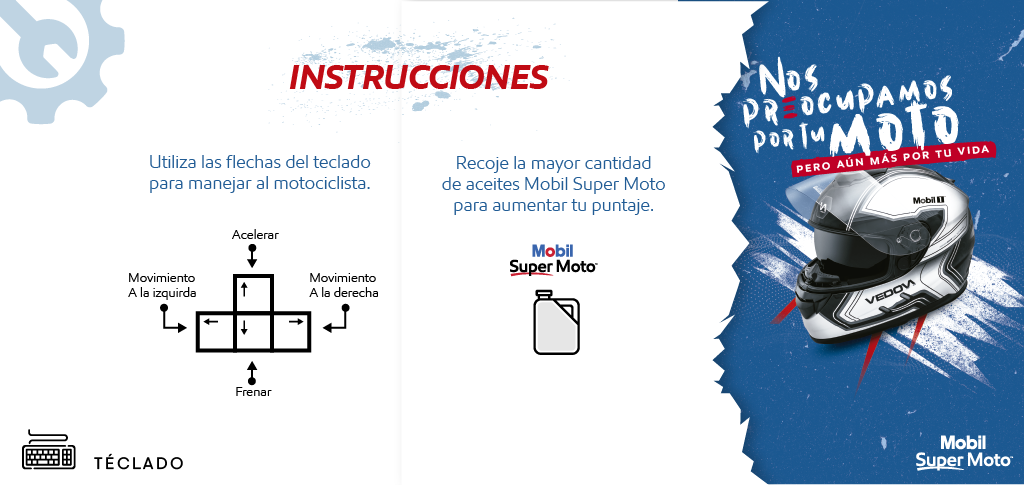 INSTRUCCIONES
Utiliza las flechas del teclado
para manejar al motociclista.
Acelerar
Movimiento
A la izquirda
Movimiento
A la derecha
Frenar
TÉCLADO
Recoje la mayor cantidad
de aceites Mobil Super Moto
para aumentar tu puntaje.
Mobil
Super Moto™
NOS
PREOCUPAMOS
POR TU MOTO
PERO AÚN MÁS POR TU VIDA
Mobil 1
VEDOVA
Mobil
Super Moto™